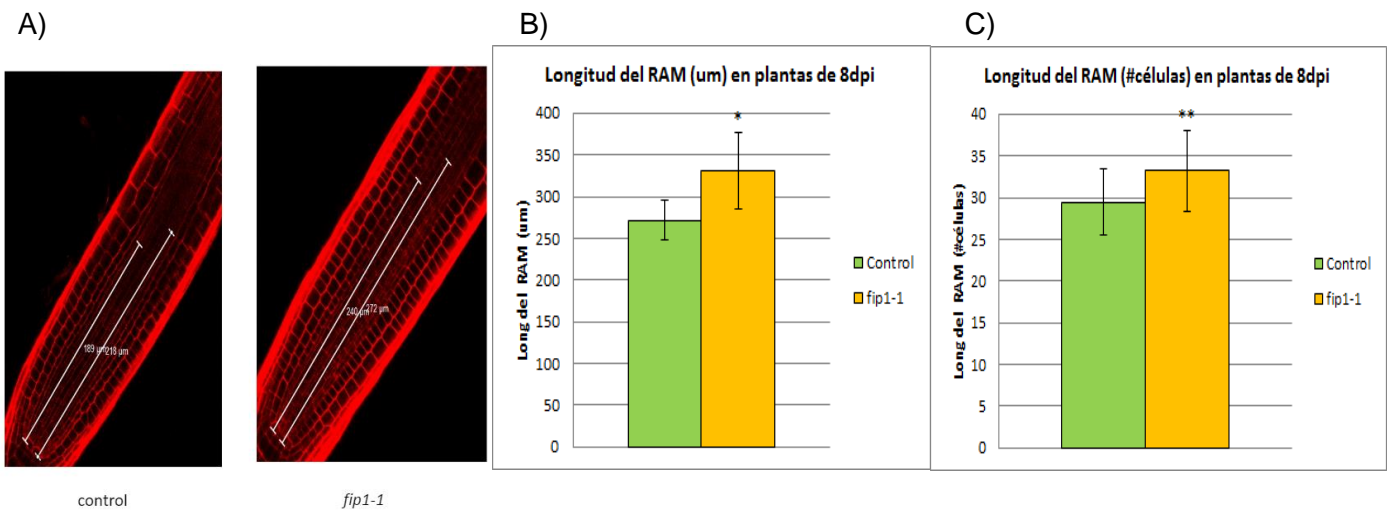 A)
189 µm
218 µm
control
240 µm
272 µm
fip1-1
B)
Longitud del RAM (um) en plantas de 8dpi
400
350
300
250
200
150
100
50
0
Long del RAM (um)
*
Control
fip1-1
C)
Longitud del RAM (#células) en plantas de 8dpi
40
35
30
25
20
15
10
5
0
Long del RAM (#células)
**
Control
fip1-1